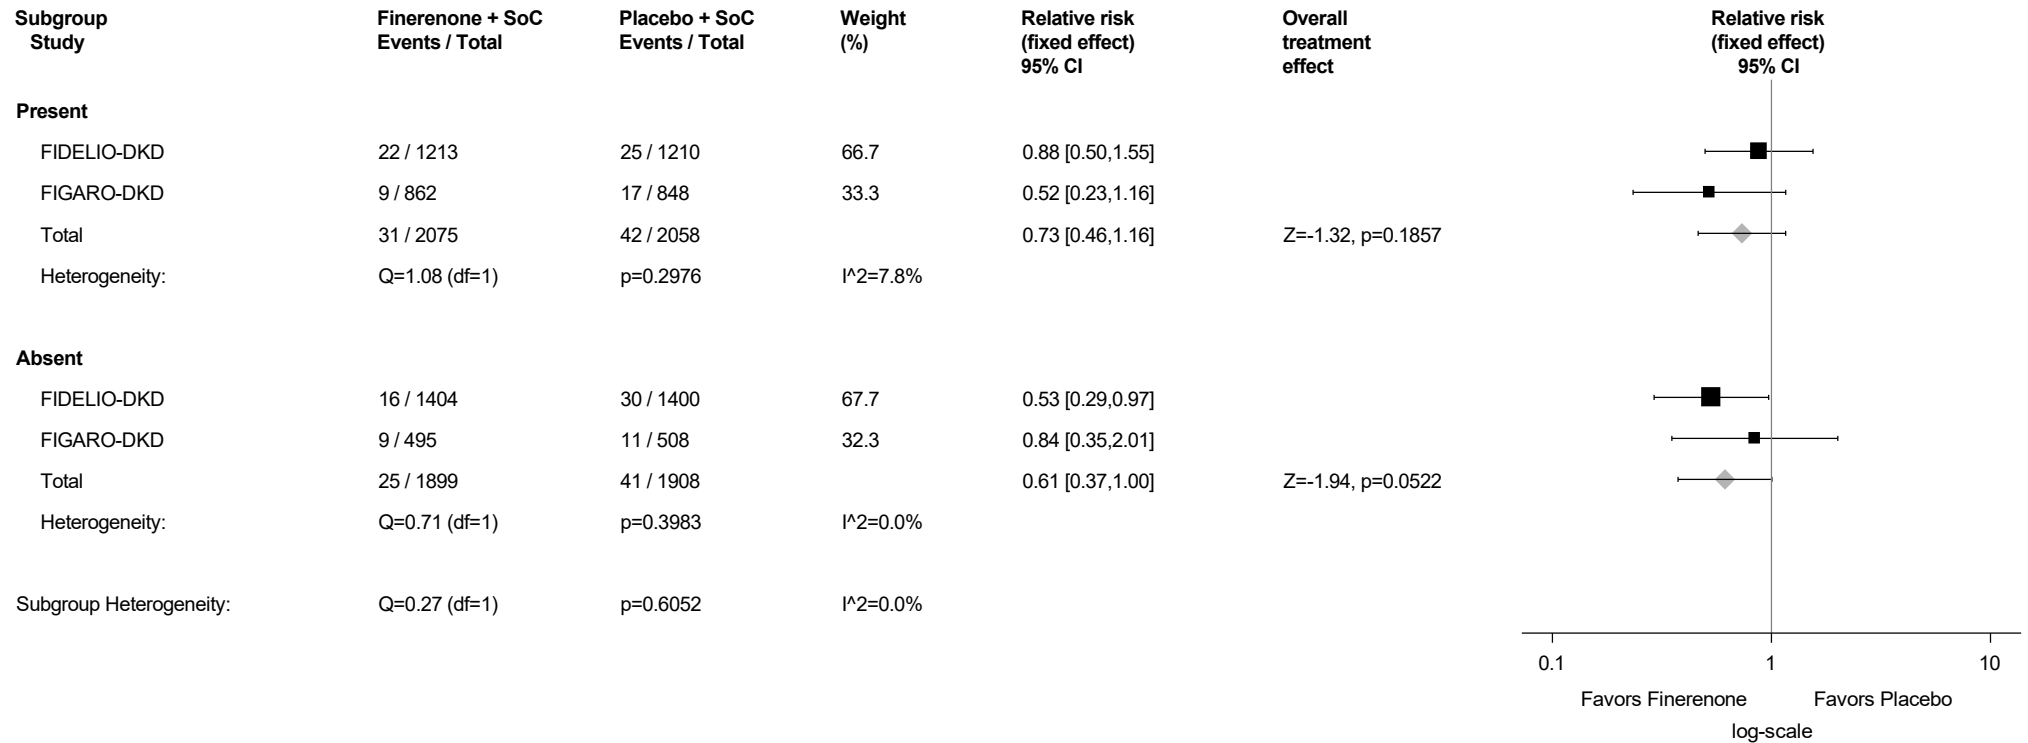 Subgroup Finerenone + SoC Placebo + SoC Weight Relative risk Overall Relative risk
Study Events / Total Events / Total (%) (fixed effect) treatment (fixed effect)
95% CI effect 95% CI
Present
FIDELIO-DKD 22 / 1213 25 / 1210 66.7 0.88 [0.50,1.55]
FIGARO-DKD 9 / 862 17 / 848 33.3 0.52 [0.23,1.16]
Total 31 / 2075 42 / 2058 0.73 [0.46,1.16] Z=-1.32, p=0.1857
Heterogeneity: Q=1.08 (df=1) p=0.2976 I^2=7.8%
Absent
FIDELIO-DKD 16 / 1404 30 / 1400 67.7 0.53 [0.29,0.97]
FIGARO-DKD 9 / 495 11 / 508 32.3 0.84 [0.35,2.01]
Total 25 / 1899 41 / 1908 0.61 [0.37,1.00] Z=-1.94, p=0.0522
Heterogeneity: Q=0.71 (df=1) p=0.3983 I^2=0.0%
Subgroup Heterogeneity: Q=0.27 (df=1) p=0.6052 I^2=0.0%
0.1 1 10
Favors Finerenone Favors Placebo
log-scale